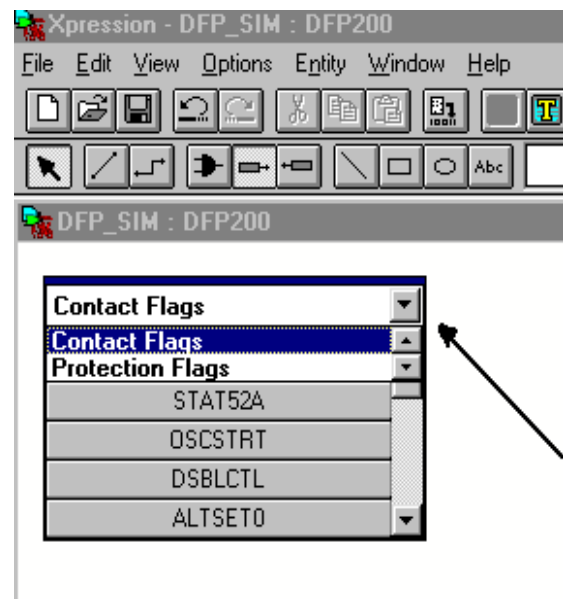 Xpression - DFP_SIM : DFP200
File Edit View Options Entity Window Help
T
Abc
DFP_SIM : DFP200
Contact Flags
Contact Flags
Protection Flags
STAT52A
OSCSTRT
DSBLCTL
ALTSET0